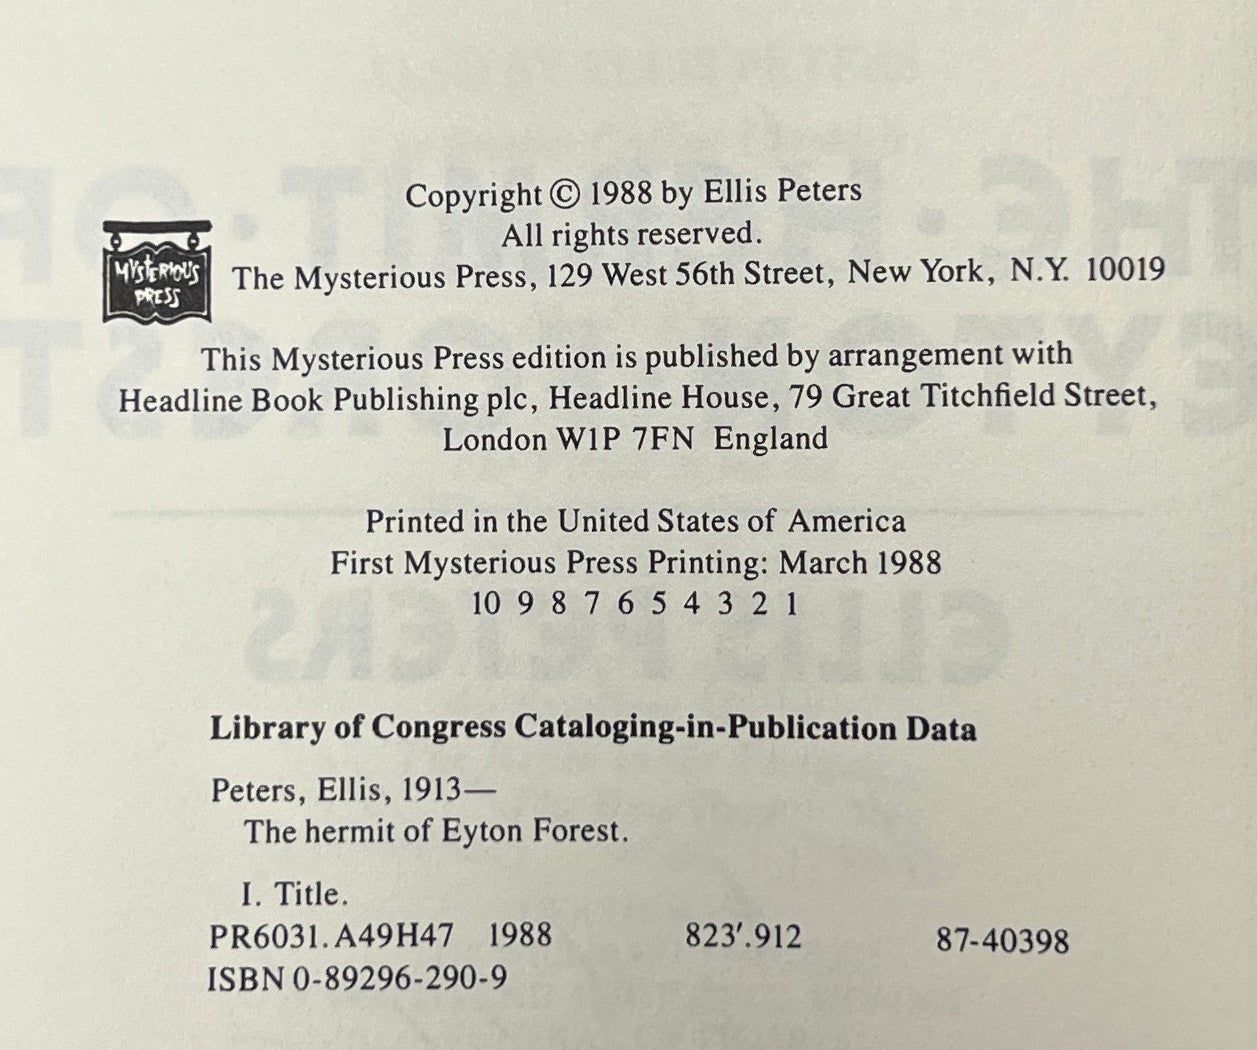 Copyright © 1988 by Ellis Peters
All rights reserved.
MYSTERIOUS
PRESS
The Mysterious Press, 129 West 56th Street, New York, N.Y. 10019
This Mysterious Press edition is published by arrangement with
Headline Book Publishing plc, Headline House, 79 Great Titchfield Street,
London W1P 7FN England
Printed in the United States of America
First Mysterious Press Printing: March 1988
10 9 8 7 6 5 4 3 2 1
Library of Congress Cataloging-in-Publication Data
Peters, Ellis, 1913—
The hermit of Eyton Forest.
I. Title.
PR6031.A49H47 1988 823′.912 87-40398
ISBN 0-89296-290-9